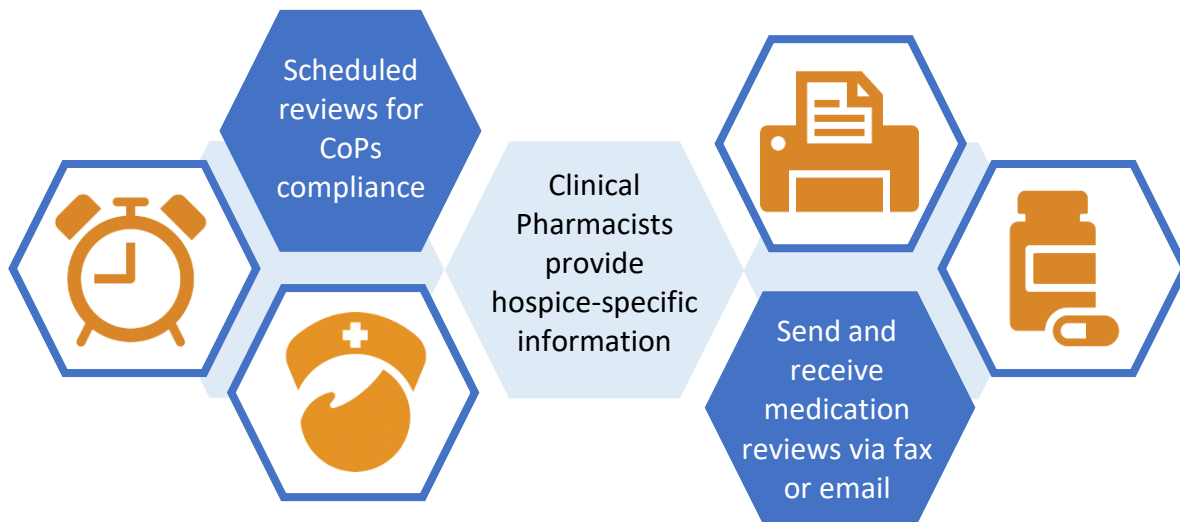 Scheduled
reviews for
CoPs
compliance
Clinical
Pharmacists
provide
hospice-specific
information
Send and
receive
medication
reviews via fax
or email